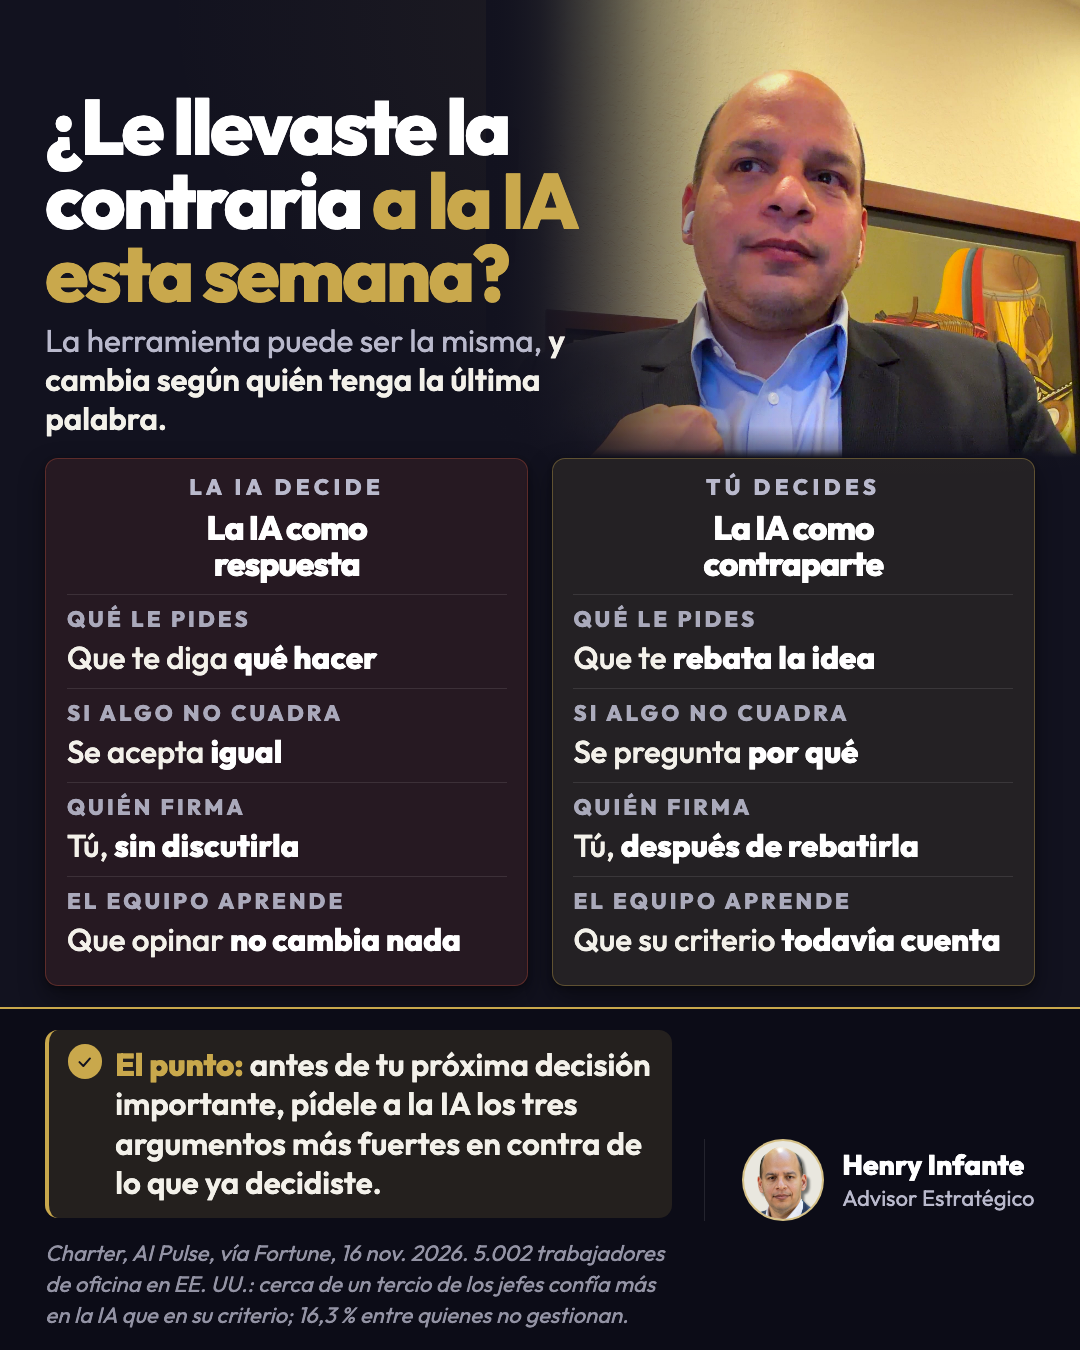 ¿Le llevaste la
contraria a la IA
esta semana?
La herramienta puede ser la misma, y
cambia según quién tenga la última
palabra.
LA IA DECIDE
La IA como
respuesta
QUÉ LE PIDES
Que te diga qué hacer
SI ALGO NO CUADRA
Se acepta igual
QUIÉN FIRMA
Tú, sin discutirla
EL EQUIPO APRENDE
Que opinar no cambia nada
TÚ DECIDES
La IA como
contraparte
QUÉ LE PIDES
Que te rebata la idea
SI ALGO NO CUADRA
Se pregunta por qué
QUIÉN FIRMA
Tú, después de rebatirla
EL EQUIPO APRENDE
Que su criterio todavía cuenta
El punto: antes de tu próxima decisión
importante, pídele a la IA los tres
argumentos más fuertes en contra de
lo que ya decidiste.
Henry Infante
Advisor Estratégico
Charter, AI Pulse, vía Fortune, 16 nov. 2026. 5.002 trabajadores
de oficina en EE. UU.: cerca de un tercio de los jefes confía más
en la IA que en su criterio; 16,3 % entre quienes no gestionan.